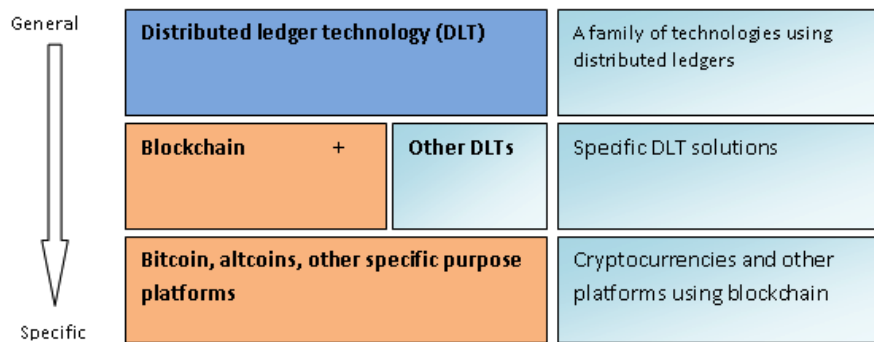 General
Distributed ledger technology (DLT)
A family of technologies using
distributed ledgers
Blockchain +
Other DLTs
Specific DLT solutions
Bitcoin, altcoins, other specific purpose
platforms
Cryptocurrencies and other
platforms using blockchain
Specific